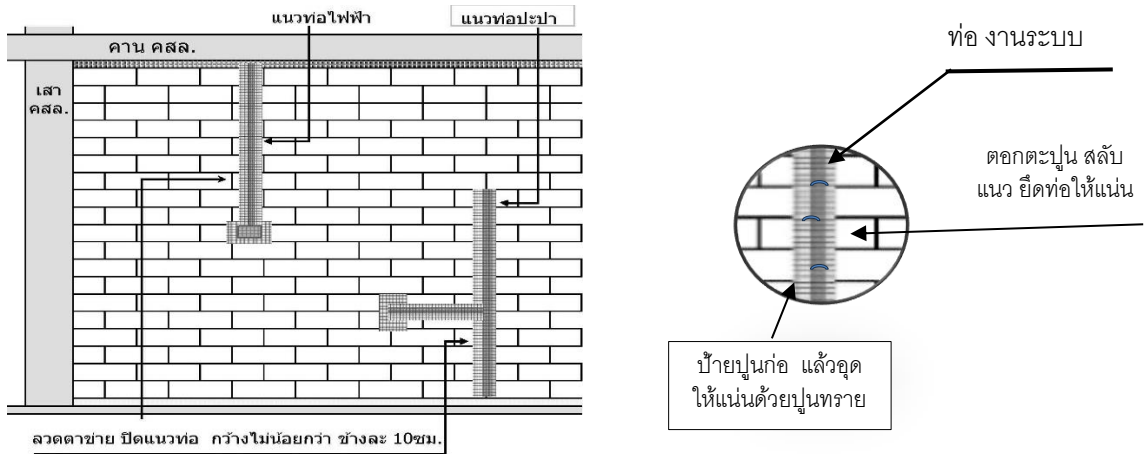 แนวท่อไฟฟ้า
แนวท่อปะปา
คาน คสล.
เสา
คสล.
ลวดตาข่าย ปิดแนวท่อ กว้างไม่น้อยกว่า ข้างละ 10ซม.
ท่อ งานระบบ
ตอกตะปูน สลับ
แนว ยึดท่อให้แน่น
ป้ายปูนก่อ แล้วอุด
ให้แน่นด้วยปูนทราย